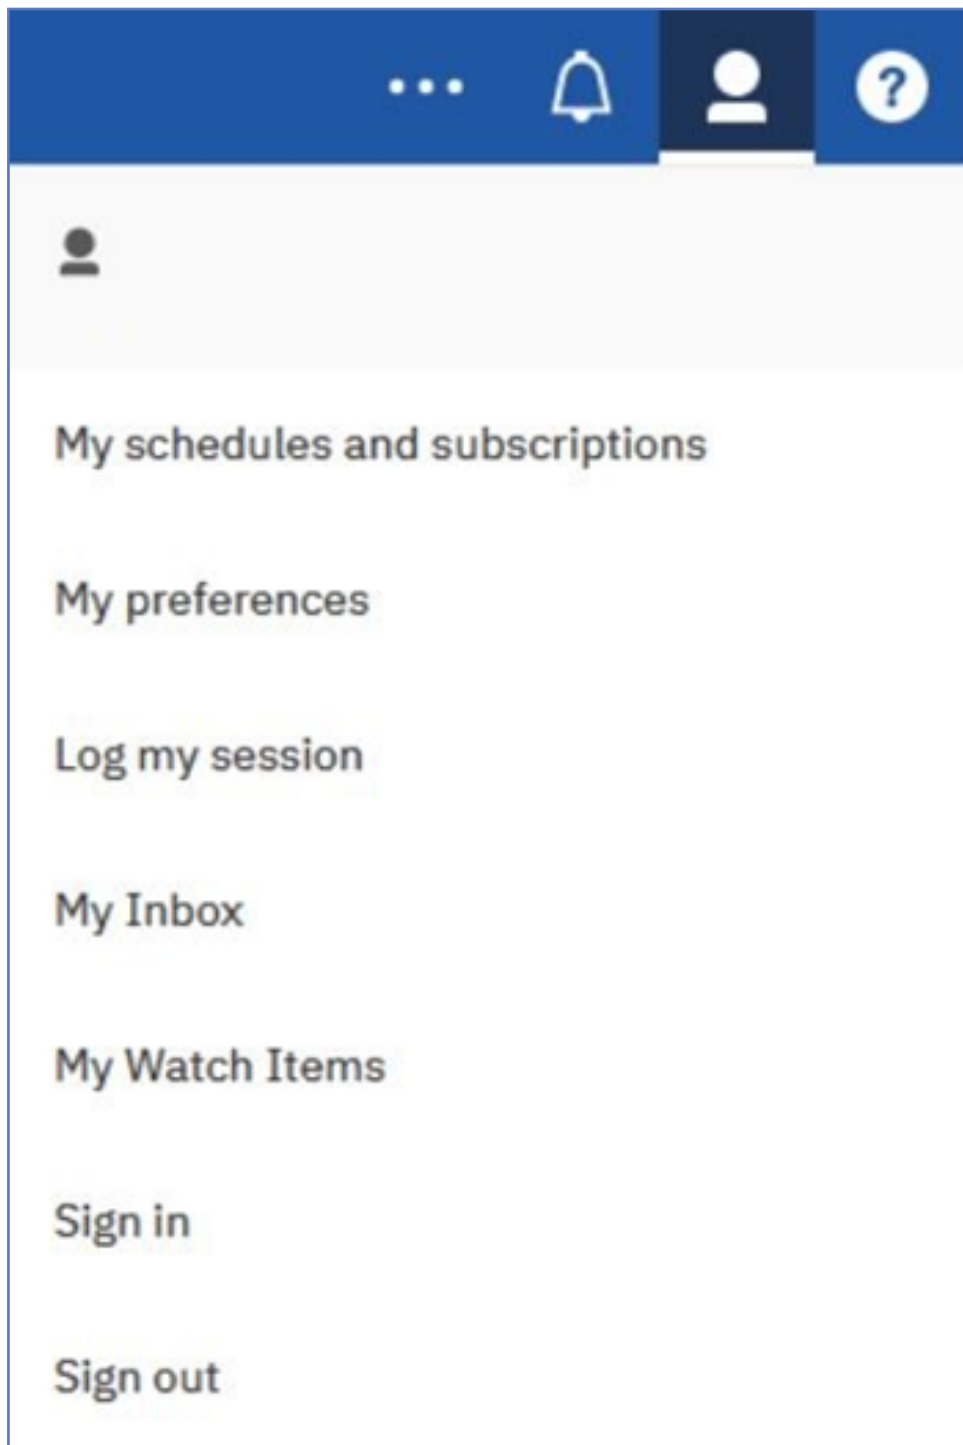 ?
My schedules and subscriptions
My preferences
Log my session
My Inbox
My Watch Items
Sign in
Sign out